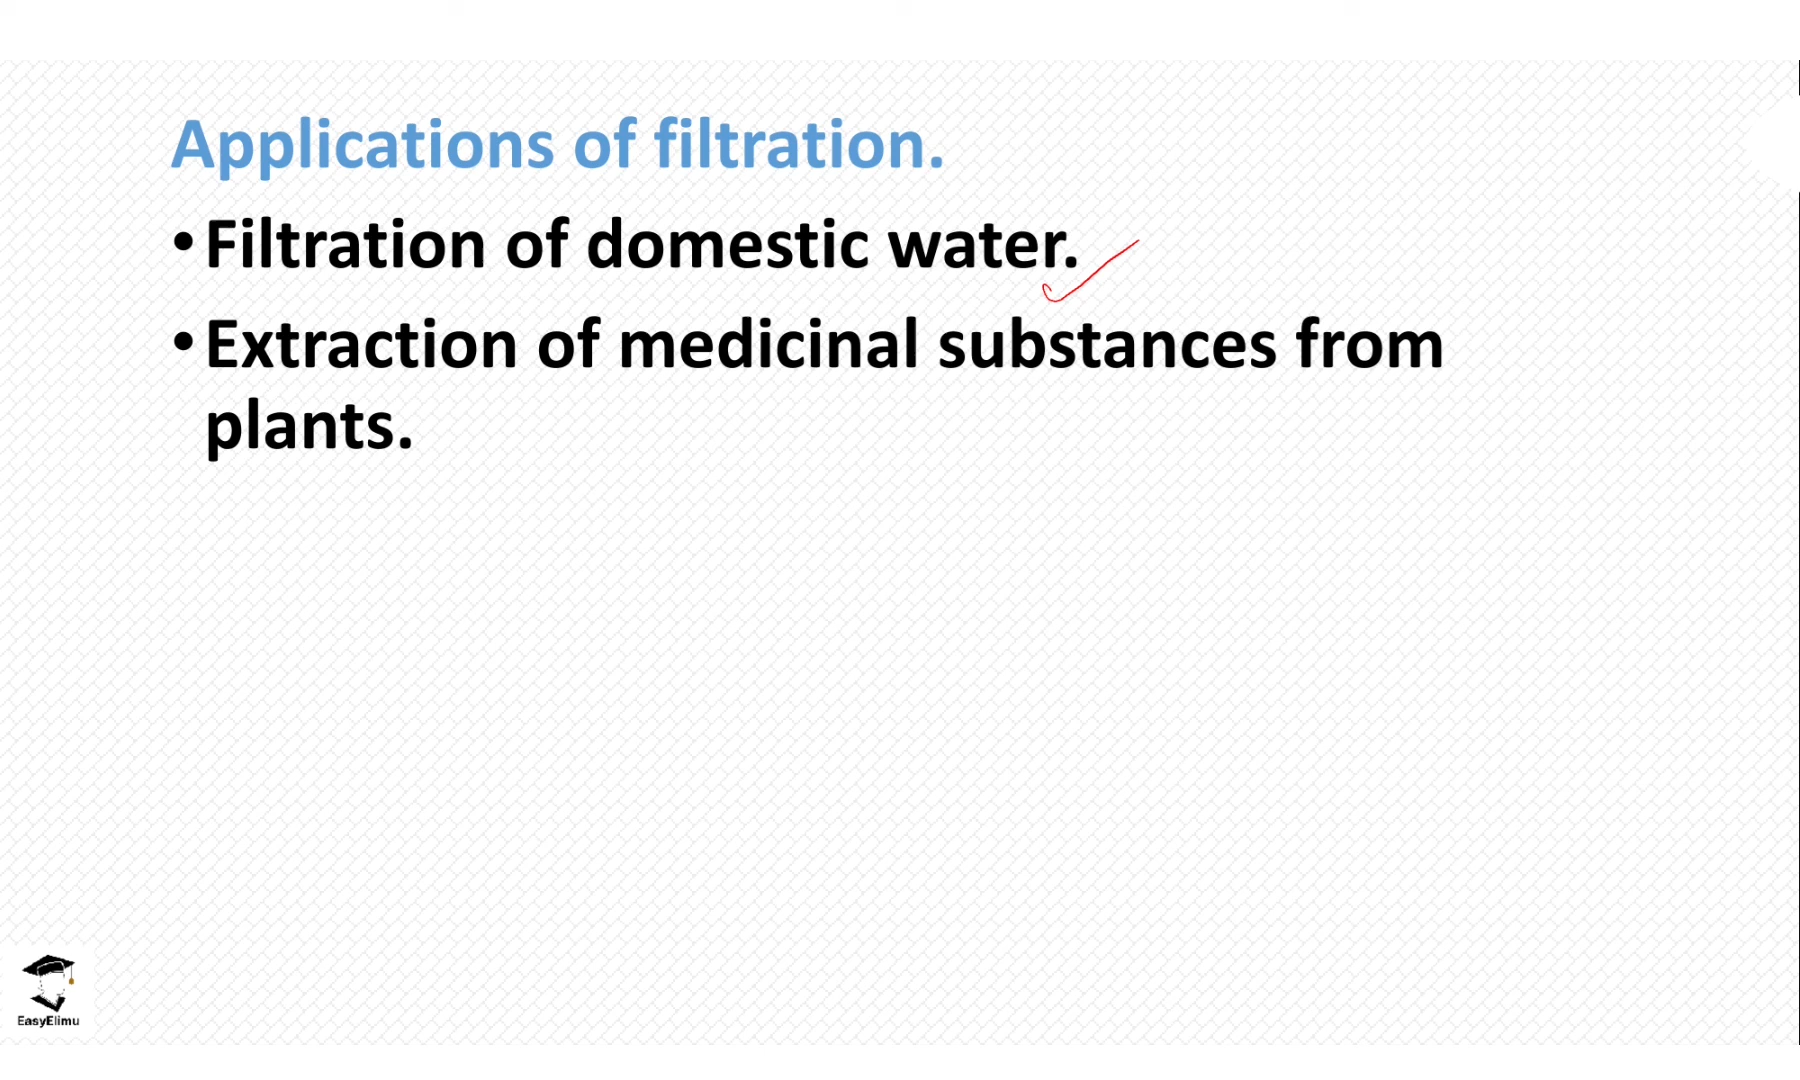 Applications of filtration.
•Filtration of domestic water.
•Extraction of medicinal substances from
plants.
EasyElimu